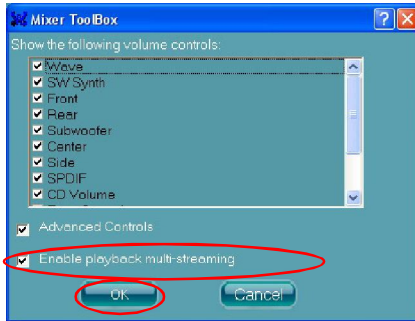 Mixer ToolBox
Show the following volume controls:
Wave
SW Synth
Front
Rear
Subwoofer
Center
Side
SPDIF
CD Volume
Advanced Controls
Enable playback multi-streaming
OK
Cancel